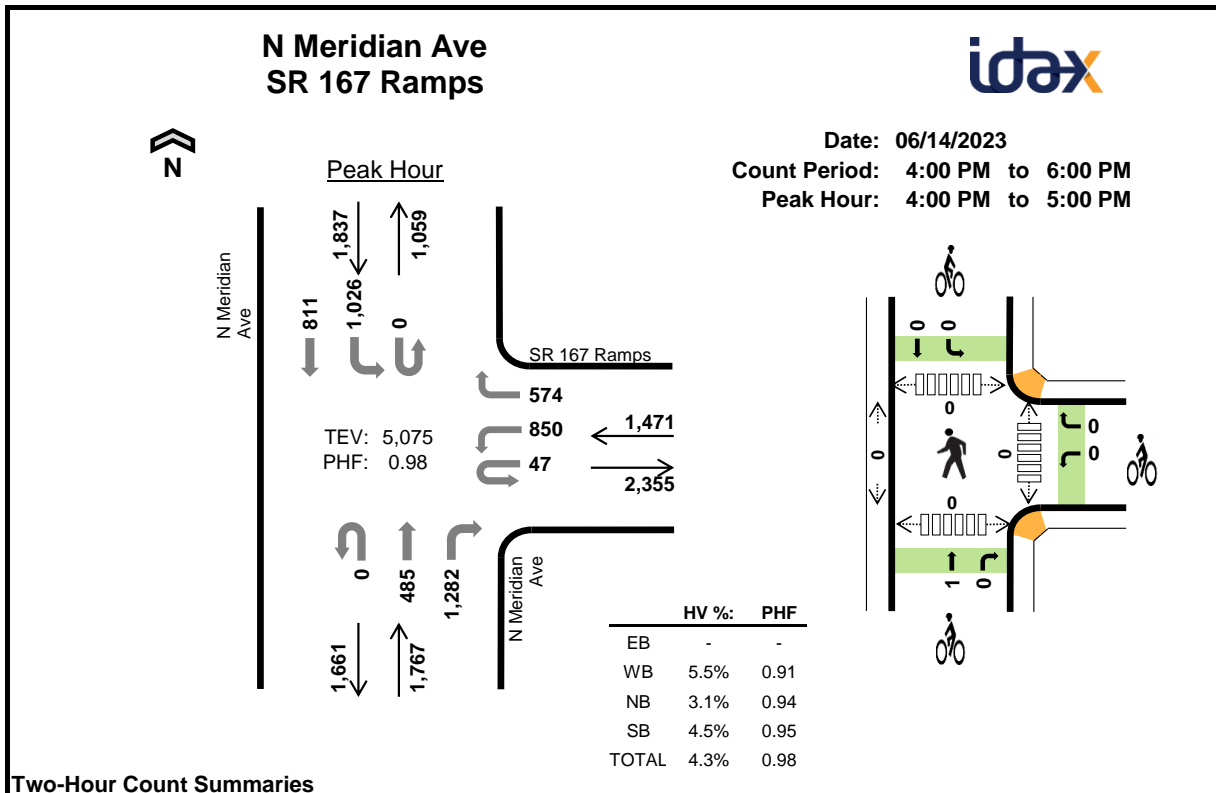 N Meridian Ave
SR 167 Ramps
idax
N
Peak Hour
Date: 06/14/2023
Count Period: 4:00 PM to 6:00 PM
Peak Hour: 4:00 PM to 5:00 PM
1,837
1,059
N Meridian
Ave
811
1,026
0
SR 167 Ramps
574
850
47
1,471
2,355
TEV: 5,075
PHF: 0.98
0
485
1,282
N Meridian
Ave
1,661
1,767
0
0
0
0
0
0
0
0
1
0
HV %: PHF
EB - -
WB 5.5% 0.91
NB 3.1% 0.94
SB 4.5% 0.95
TOTAL 4.3% 0.98
Two-Hour Count Summaries